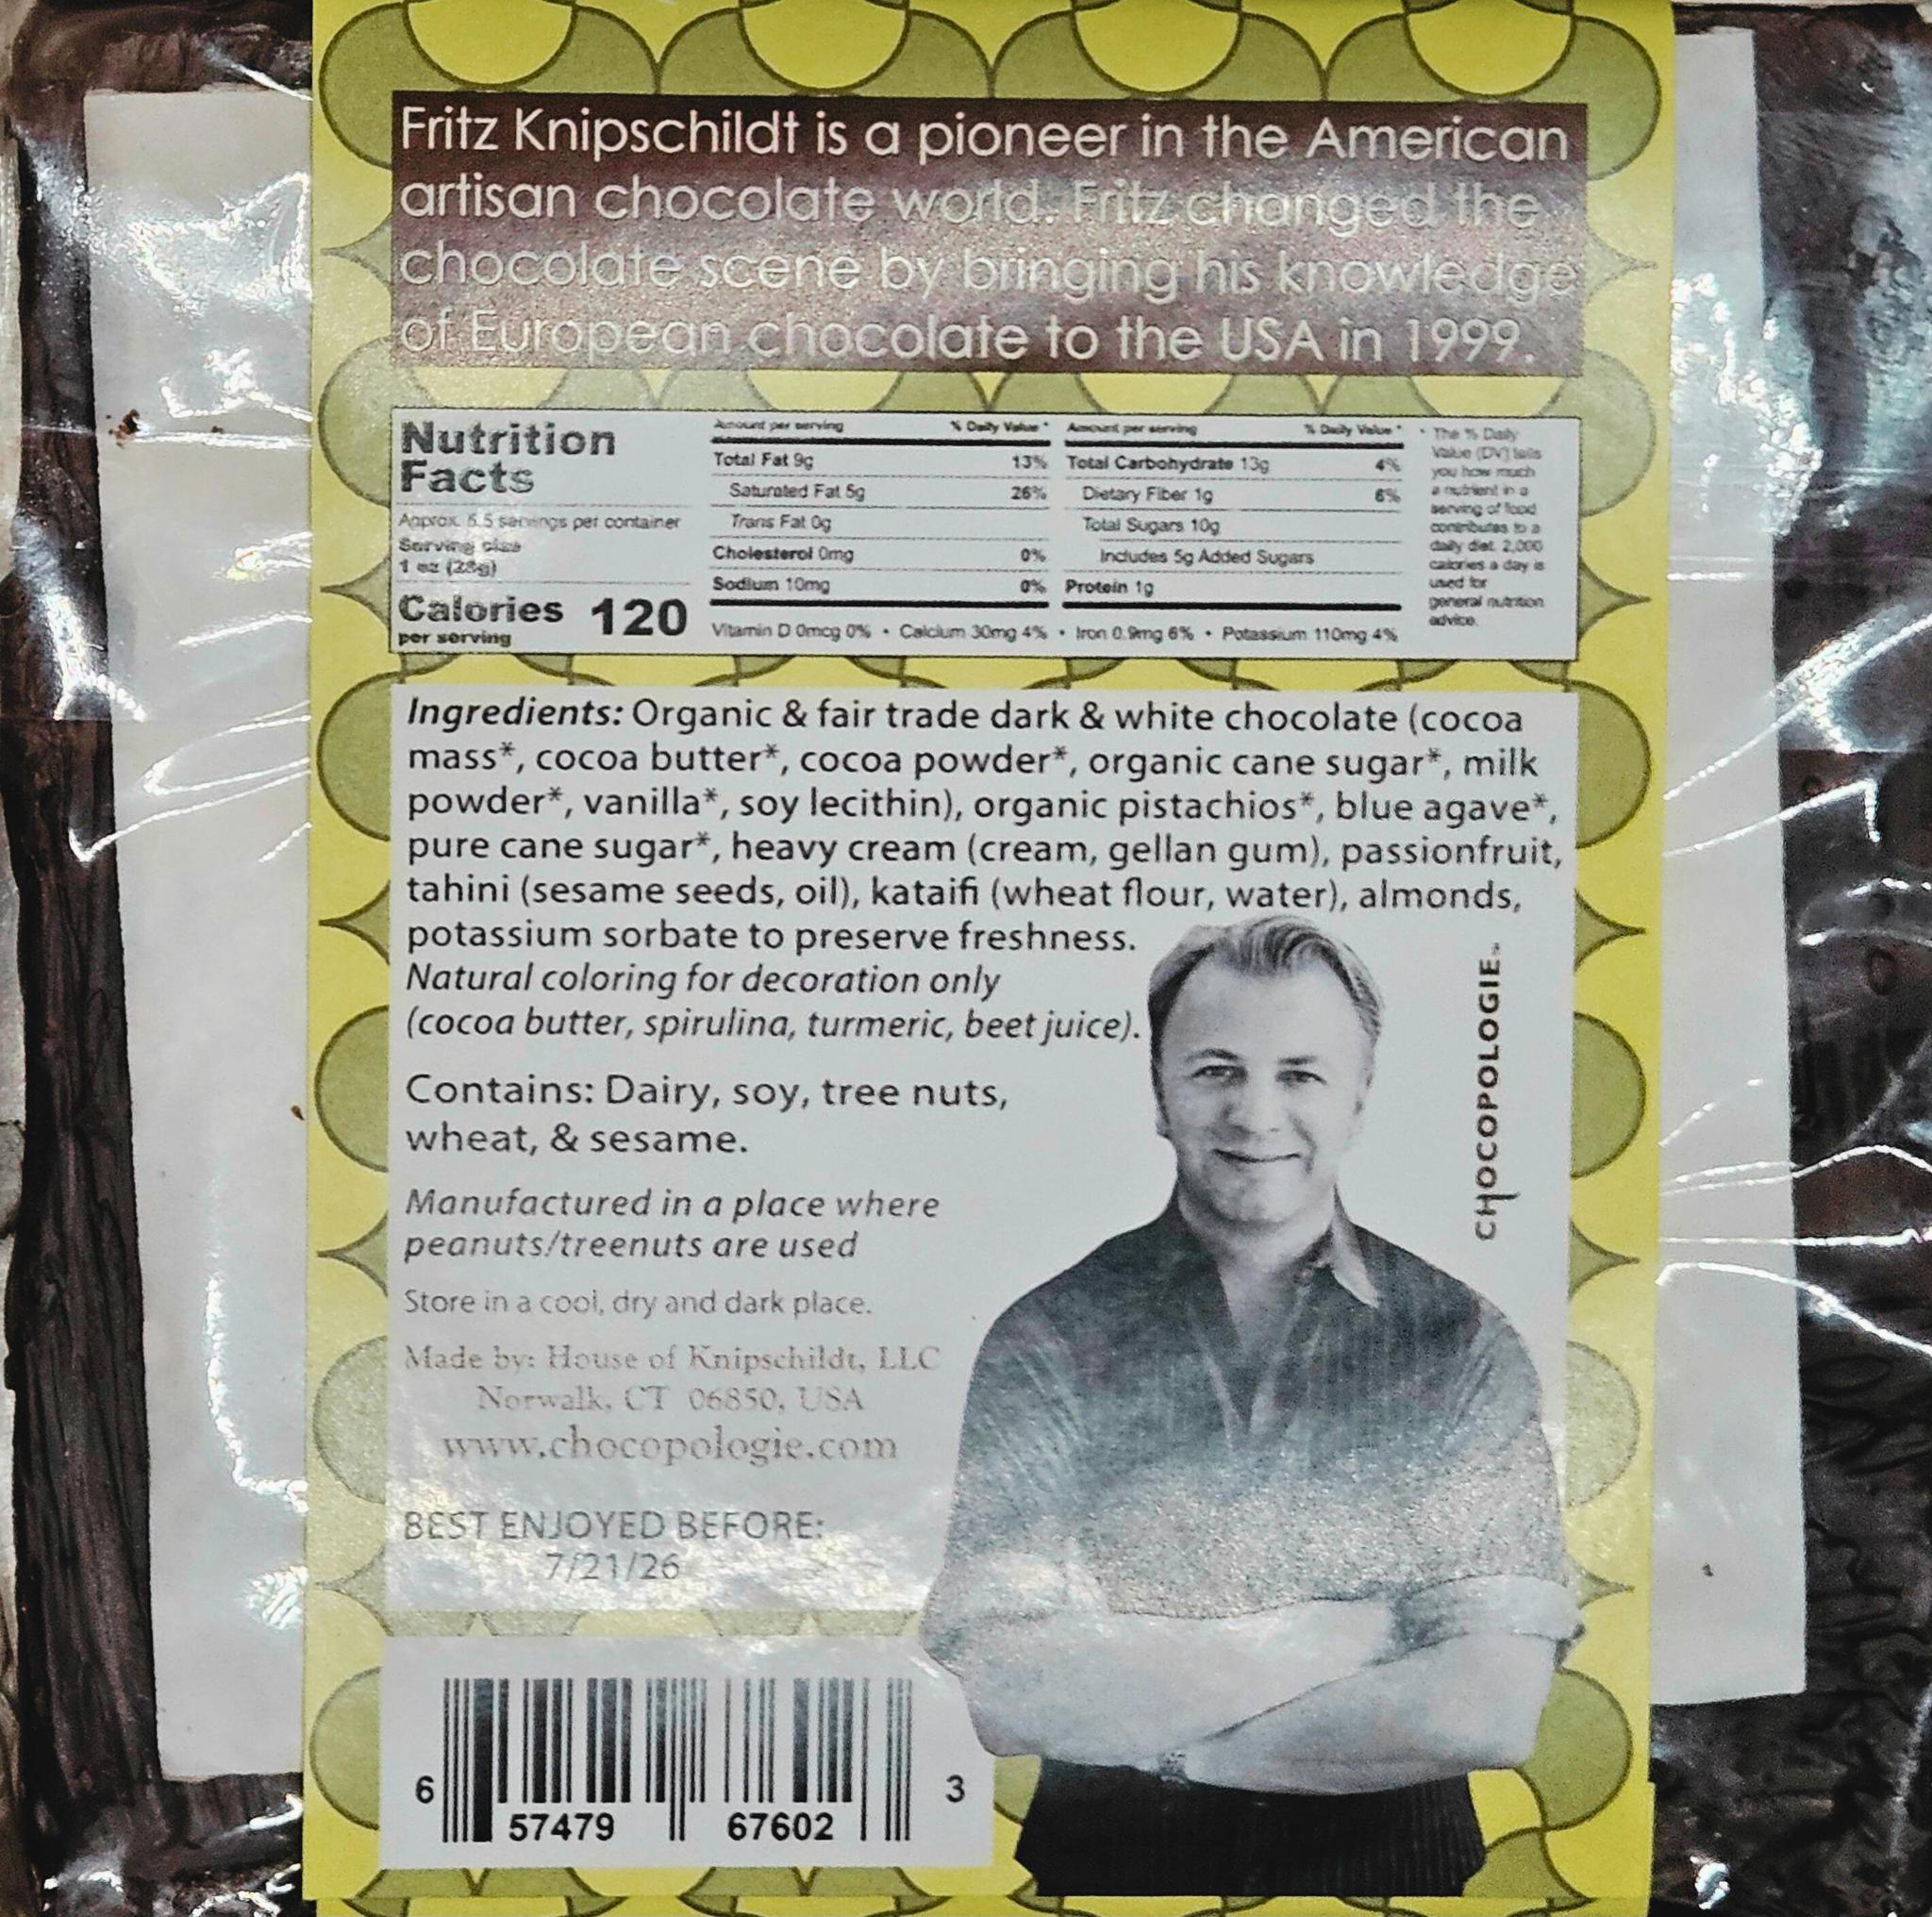 Fritz Knipschildt is a pioneer in the American
artisan chocolate world. Fritz changed the
chocolate scene by bringing his knowledge
of European chocolate to the USA in 1999.
Nutrition
Facts
Approx. 6.5 servings per container
Serving size
1 oz (28g)
Calories 120
per serving
Amount per serving % Daily Value *
Total Fat 9g 13%
Saturated Fat 5g 26%
Trans Fat 0g
Cholesterol 0mg 0%
Sodium 10mg 0%
Amount per serving % Daily Value *
Total Carbohydrate 13g 4%
Dietary Fiber 1g 6%
Total Sugars 10g
Includes 5g Added Sugars
Protein 1g
Vitamin D 0mcg 0% • Calcium 30mg 4% • Iron 0.9mg 6% • Potassium 110mg 4%
* The % Daily
Value (DV) tells
you how much
a nutrient in a
serving of food
contributes to a
daily diet. 2,000
calories a day is
used for
general nutrition
advice.
Ingredients: Organic & fair trade dark & white chocolate (cocoa
mass*, cocoa butter*, cocoa powder*, organic cane sugar*, milk
powder*, vanilla*, soy lecithin), organic pistachios*, blue agave*,
pure cane sugar*, heavy cream (cream, gellan gum), passionfruit,
tahini (sesame seeds, oil), kataifi (wheat flour, water), almonds,
potassium sorbate to preserve freshness.
Natural coloring for decoration only
(cocoa butter, spirulina, turmeric, beet juice).
Contains: Dairy, soy, tree nuts,
wheat, & sesame.
Manufactured in a place where
peanuts/treenuts are used
Store in a cool, dry and dark place.
Made by: House of Knipschildt, LLC
Norwalk, CT 06850, USA
www.chocopologie.com
BEST ENJOYED BEFORE:
7/21/26
CHOCOPOLOGIE™
6 57479 67602 3